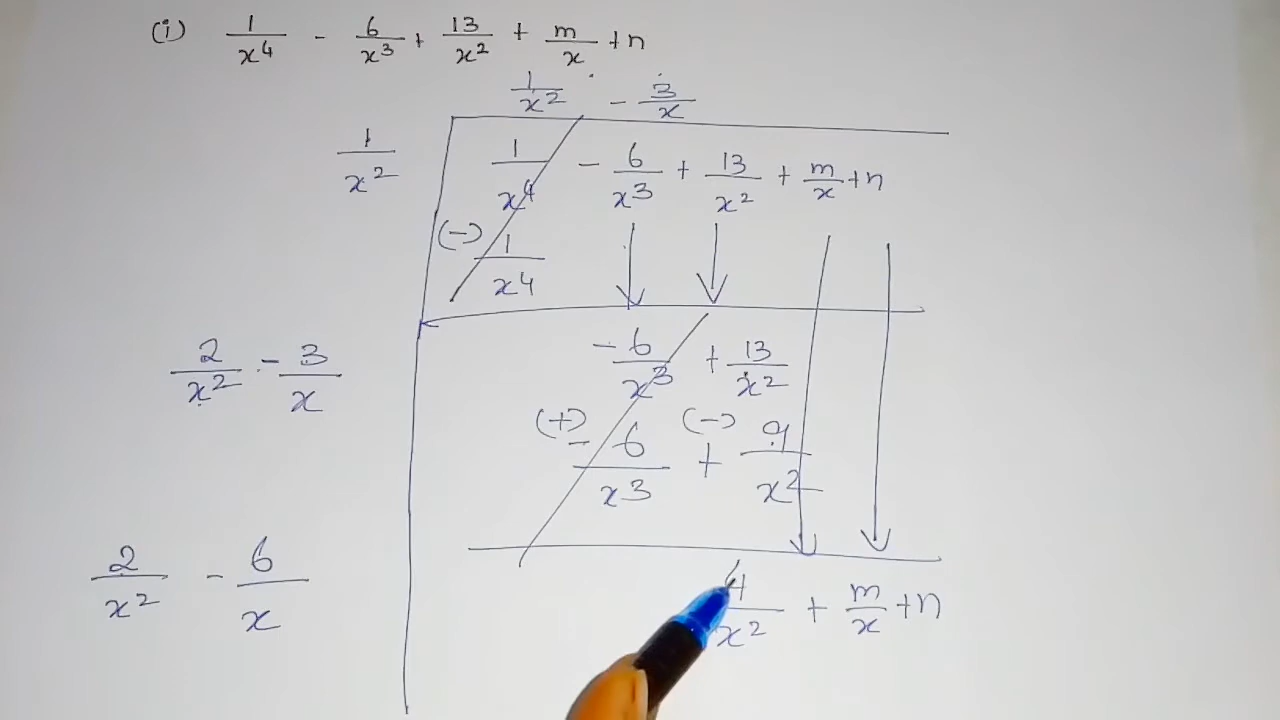 (i) 1/x⁴ - 6/x³ + 13/x² + m/x + n
1/x² - 3/x
1/x² 1/x⁴ - 6/x³ + 13/x² + m/x + n
(-) 1/x⁴
2/x² - 3/x - 6/x³ + 13/x²
(+) (-)
- 6/x³ + 9/x²
2/x² - 6/x 4/x² + m/x + n